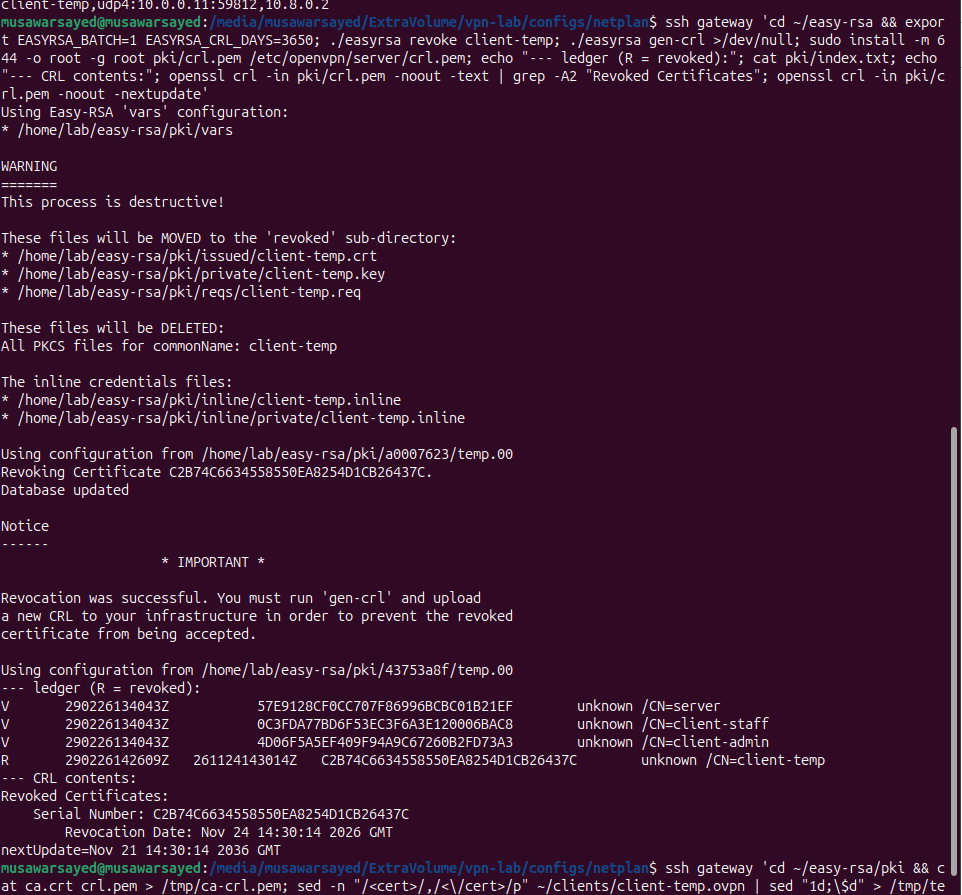 client-temp,udp4:10.0.0.11:59812,10.8.0.2
musawarsayed@musawarsayed:/media/musawarsayed/ExtraVolume/vpn-lab/configs/netplan$ ssh gateway 'cd ~/easy-rsa && expor
t EASYRSA_BATCH=1 EASYRSA_CRL_DAYS=3650; ./easyrsa revoke client-temp; ./easyrsa gen-crl >/dev/null; sudo install -m 6
44 -o root -g root pki/crl.pem /etc/openvpn/server/crl.pem; echo "--- ledger (R = revoked):"; cat pki/index.txt; echo
"--- CRL contents:"; openssl crl -in pki/crl.pem -noout -text | grep -A2 "Revoked Certificates"; openssl crl -in pki/c
rl.pem -noout -nextupdate'
Using Easy-RSA 'vars' configuration:
* /home/lab/easy-rsa/pki/vars

WARNING
=======
This process is destructive!

These files will be MOVED to the 'revoked' sub-directory:
* /home/lab/easy-rsa/pki/issued/client-temp.crt
* /home/lab/easy-rsa/pki/private/client-temp.key
* /home/lab/easy-rsa/pki/reqs/client-temp.req

These files will be DELETED:
All PKCS files for commonName: client-temp

The inline credentials files:
* /home/lab/easy-rsa/pki/inline/client-temp.inline
* /home/lab/easy-rsa/pki/inline/private/client-temp.inline

Using configuration from /home/lab/easy-rsa/pki/a0007623/temp.00
Revoking Certificate C2B74C6634558550EA8254D1CB26437C.
Database updated

Notice
------
                    * IMPORTANT *

Revocation was successful. You must run 'gen-crl' and upload
a new CRL to your infrastructure in order to prevent the revoked
certificate from being accepted.

Using configuration from /home/lab/easy-rsa/pki/43753a8f/temp.00
--- ledger (R = revoked):
V	290226134043Z		57E9128CF0CC707F86996BCBC01B21EF	unknown	/CN=server
V	290226134043Z		0C3FDA77BD6F53EC3F6A3E120006BAC8	unknown	/CN=client-staff
V	290226134043Z		4D06F5A5EF409F94A9C67260B2FD73A3	unknown	/CN=client-admin
R	290226142609Z	261124143014Z	C2B74C6634558550EA8254D1CB26437C	unknown	/CN=client-temp
--- CRL contents:
Revoked Certificates:
    Serial Number: C2B74C6634558550EA8254D1CB26437C
        Revocation Date: Nov 24 14:30:14 2026 GMT
nextUpdate=Nov 21 14:30:14 2036 GMT
musawarsayed@musawarsayed:/media/musawarsayed/ExtraVolume/vpn-lab/configs/netplan$ ssh gateway 'cd ~/easy-rsa/pki && c
at ca.crt crl.pem > /tmp/ca-crl.pem; sed -n "/<cert>/,/<\/cert>/p" ~/clients/client-temp.ovpn | sed "1d;\$d" > /tmp/te